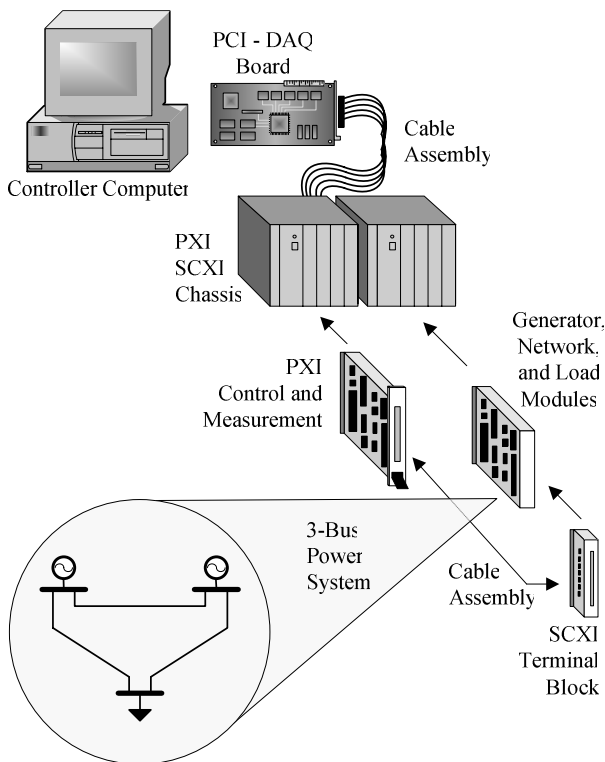 PCI - DAQ
Board
Cable
Assembly
Controller Computer
PXI
SCXI
Chassis
Generator,
Network,
and Load
Modules
PXI
Control and
Measurement
3-Bus
Power
System
Cable
Assembly
SCXI
Terminal
Block